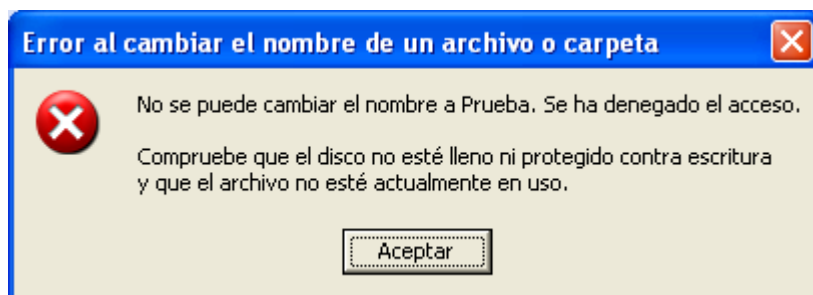 Error al cambiar el nombre de un archivo o carpeta
No se puede cambiar el nombre a Prueba. Se ha denegado el acceso.
Compruebe que el disco no esté lleno ni protegido contra escritura
y que el archivo no esté actualmente en uso.
Aceptar